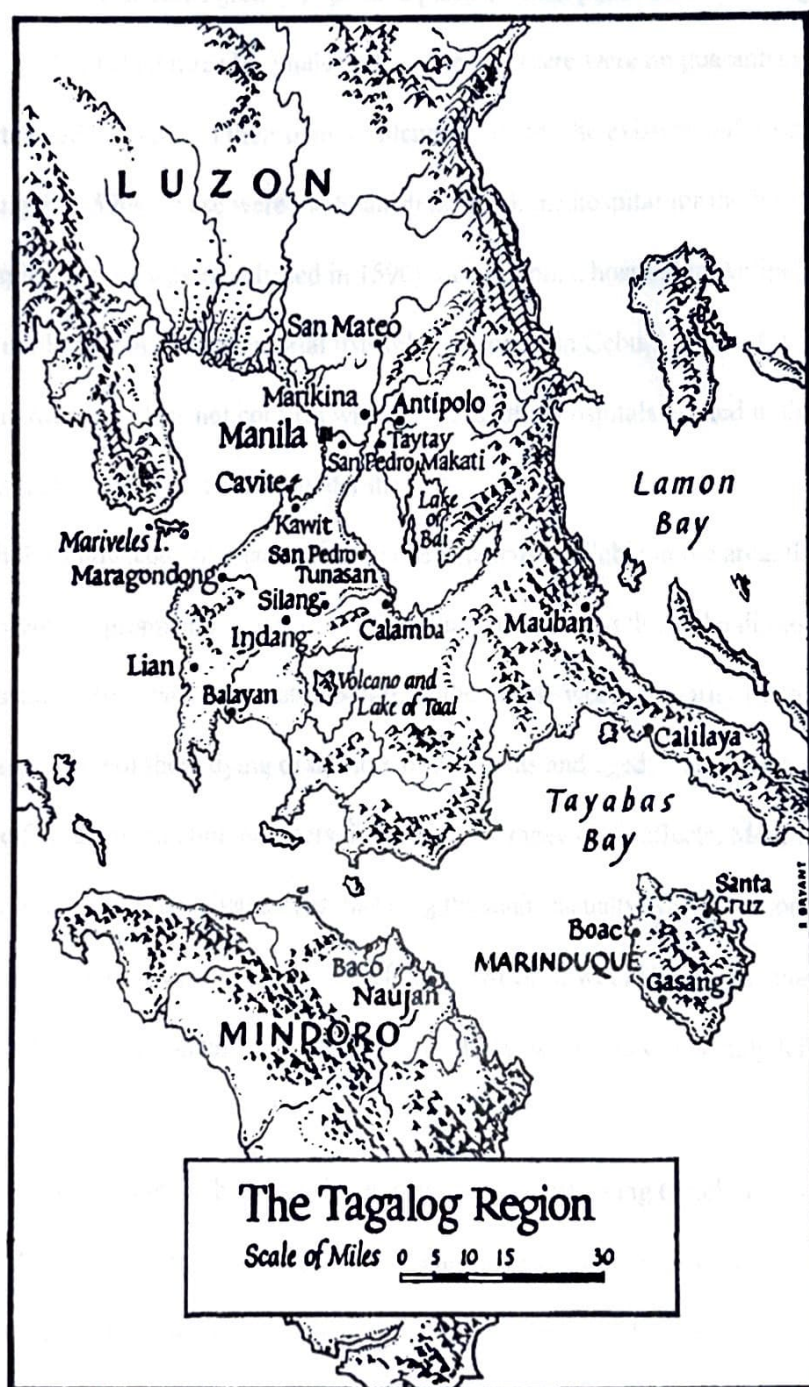 LUZON
San Mateo
Marikina
Antipolo
Manila
Taytay
San Pedro Makati
Cavite
Lake
of
Bai
Lamon
Bay
Kawit
Mariveles I.
San Pedro
Tunasan
Maragondong
Silang
Calamba
Mauban
Indang
Lian
Volcano and
Lake of Taal
Balayan
Calilaya
Tayabas
Bay
Santa
Cruz
Boac
MARINDUQUE
Gasang
Baco
Naujan
MINDORO
S BRYANT
The Tagalog Region
Scale of Miles 0 5 10 15 30